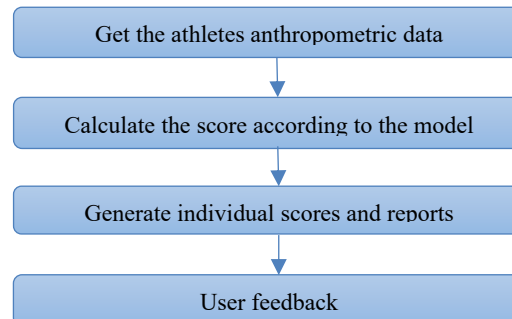 Get the athletes anthropometric data
Calculate the score according to the model
Generate individual scores and reports
User feedback